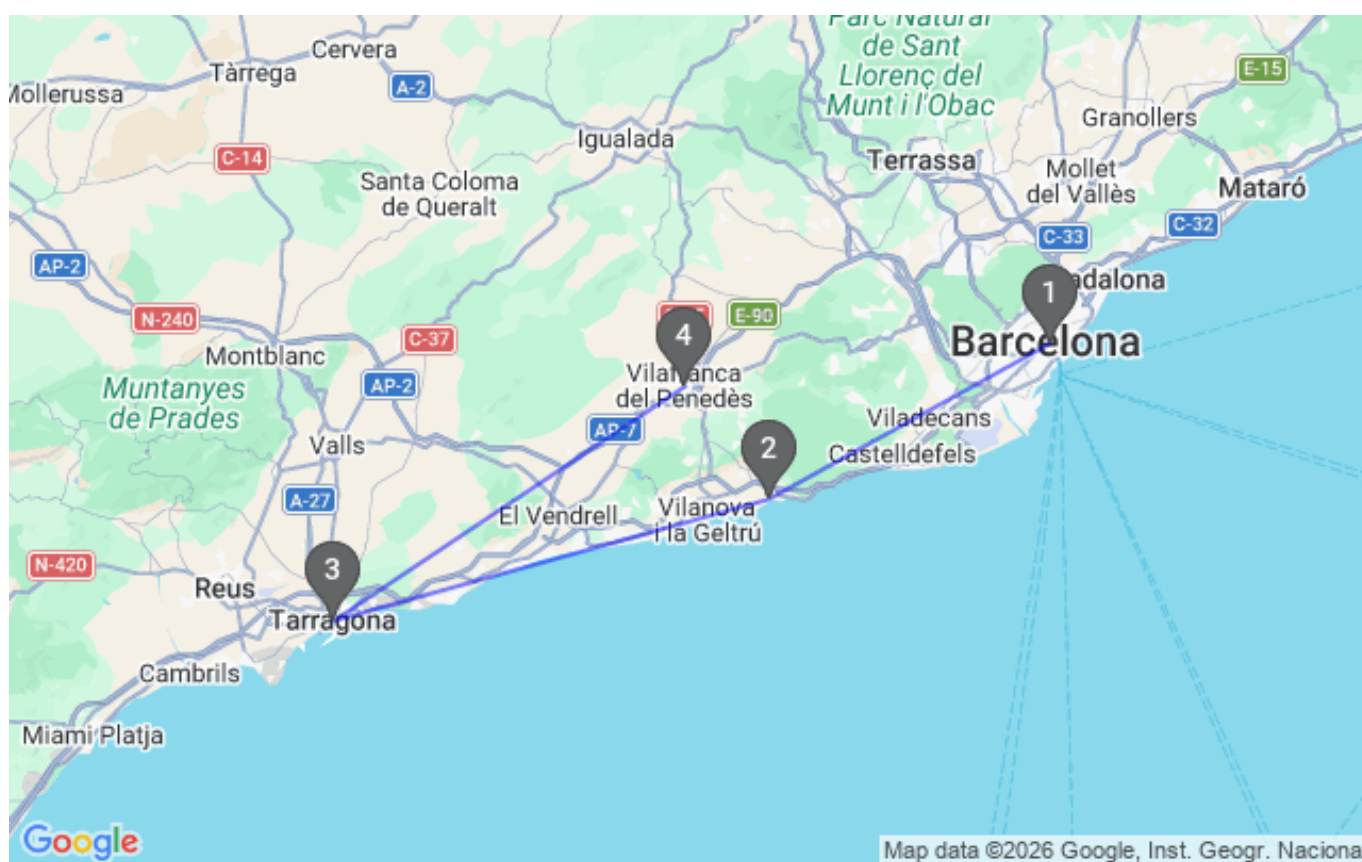 Parc Natural
de Sant
Llorenç del
Munt i l'Obac
Cervera
Tàrrega
Mollerussa
A-2
E-15
Granollers
Igualada
C-14
Terrassa
Mollet
del Vallès
Mataró
Santa Coloma
de Queralt
C-32
C-33
AP-2
adalona
1
N-240
E-90
C-37
4
Barcelona
Montblanc
Muntanyes
de Prades
AP-2
Vilafranca
del Penedès
AP-7
Viladecans
Valls
2
Castelldefels
A-27
El Vendrell
Vilanova
i la Geltrú
N-420
3
Reus
Tarragona
Cambrils
Miami Platja
Google
Map data ©2026 Google, Inst. Geogr. Naciona